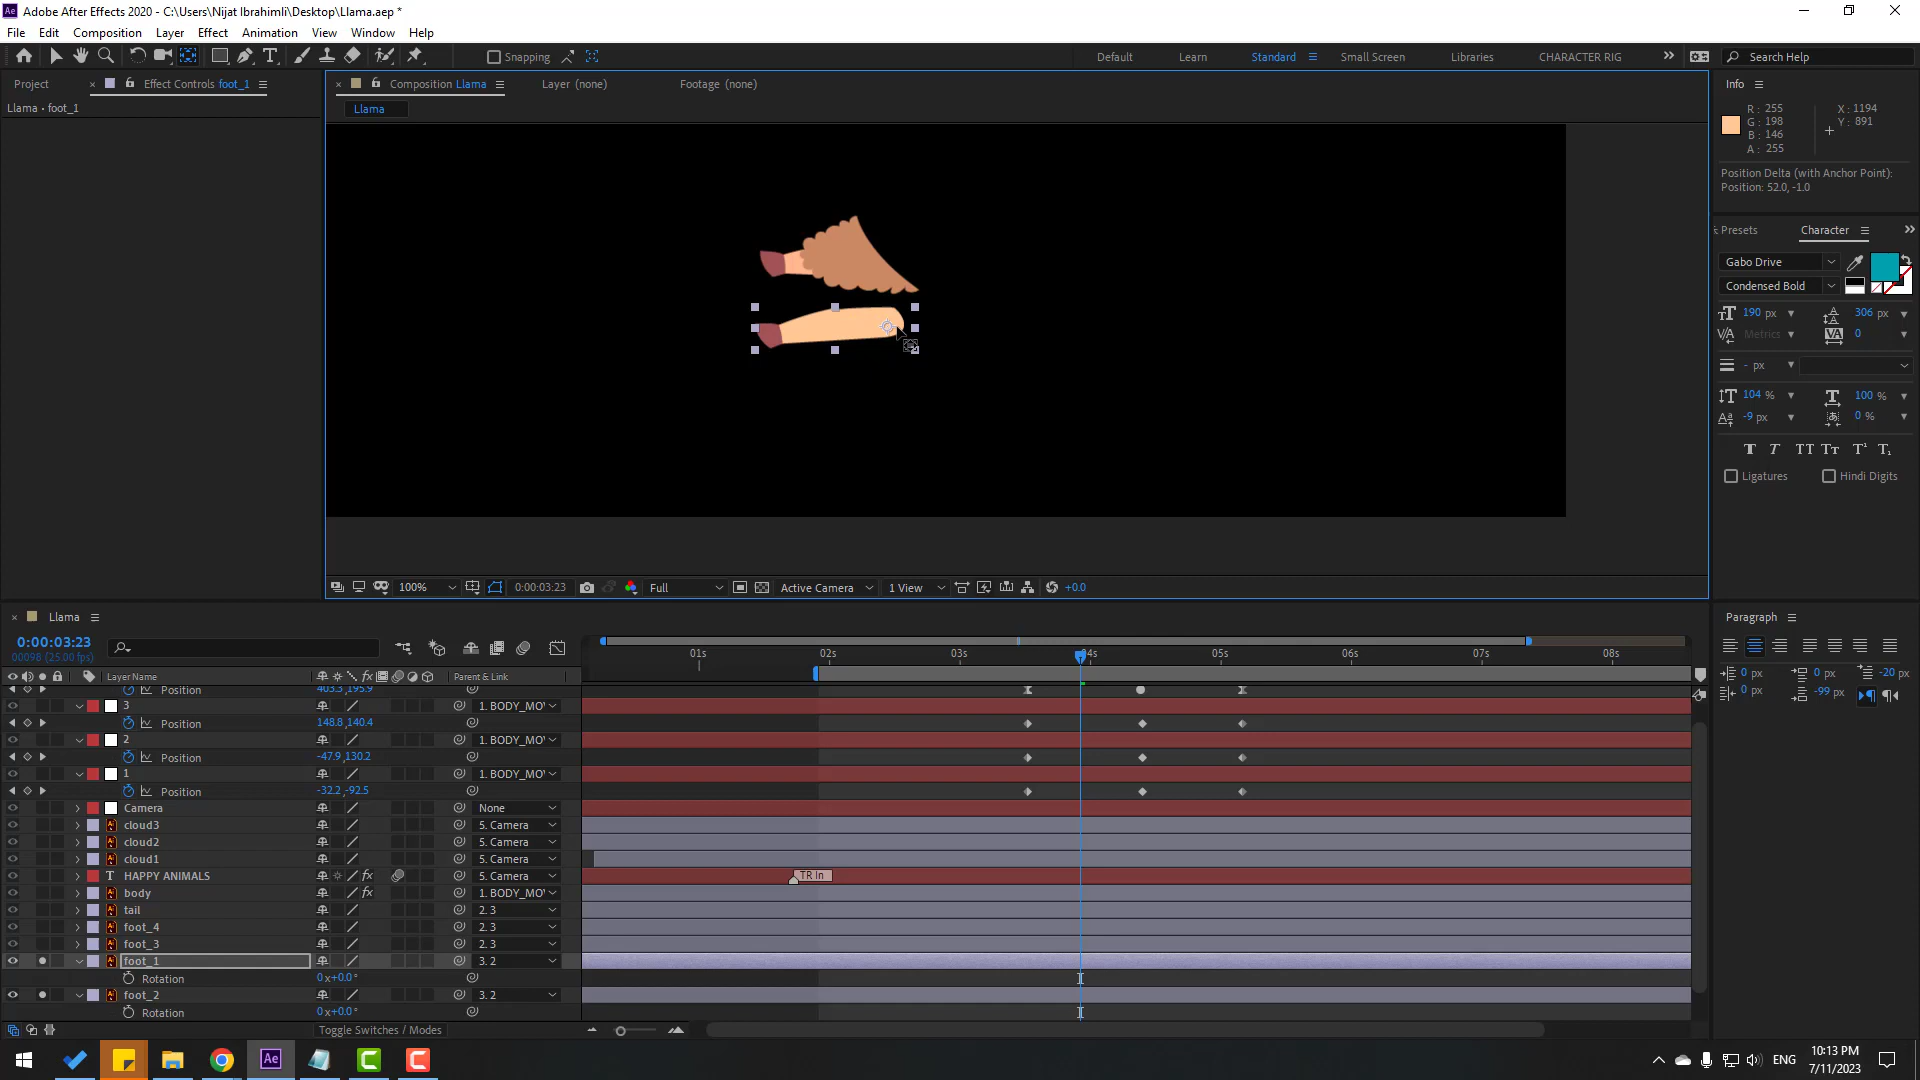 Adobe After Effects 2020 - C:\Users\Nijat Ibrahimli\Desktop\Llama.aep *
File Edit Composition Layer Effect Animation View Window Help
Snapping Default Learn Standard Small Screen Libraries CHARACTER RIG Search Help
Project Effect Controls foot_1
Llama • foot_1
Composition Llama Layer (none) Footage (none)
Llama
Info
R: 255 X: 1194
G: 198 Y: 891
B: 146
A: 255
Position Delta (with Anchor Point):
Position: 52.0, -1.0
Presets Character
Gabo Drive
Condensed Bold
190 px 306 px
Metrics 0
- px
104 % 100 %
-9 px 0 %
Ligatures Hindi Digits
100% 0:00:03:23 Full Active Camera 1 View +0.0
Llama
0:00:03:23
00098 (25.00 fps)
01s 02s 03s 04s 05s 06s 07s 08s
Layer Name Parent & Link
Position 403.3,195.9
3 1. BODY_MO
Position 148.8,140.4
2 1. BODY_MO
Position -47.9,130.2
1 1. BODY_MO
Position -32.2,-92.5
Camera None
cloud3 5. Camera
cloud2 5. Camera
cloud1 5. Camera
HAPPY ANIMALS 5. Camera TR In
body 1. BODY_MO
tail 2. 3
foot_4 2. 3
foot_3 2. 3
foot_1 3. 2
Rotation 0x+0.0°
foot_2 3. 2
Rotation 0x+0.0°
Toggle Switches / Modes
Paragraph
0 px 0 px -20 px
0 px -99 px
ENG
10:13 PM
7/11/2023